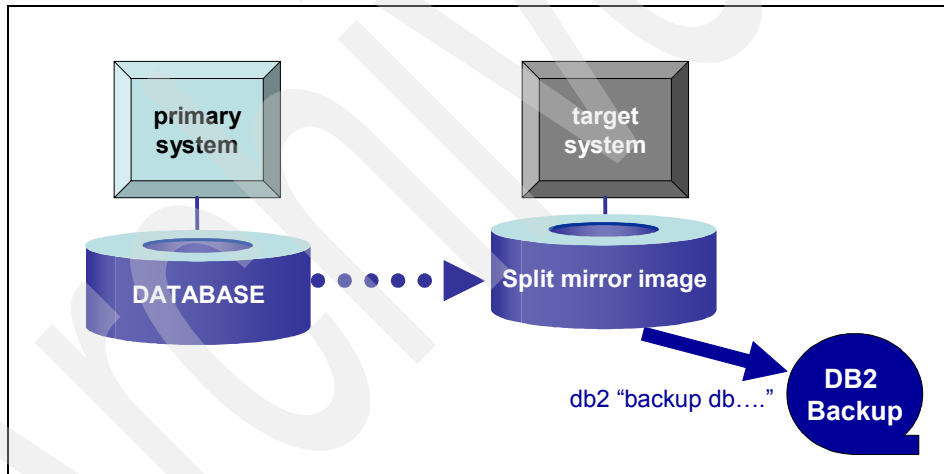 primary
system
target
system
DATABASE
Split mirror image
db2 “backup db….”
DB2
Backup